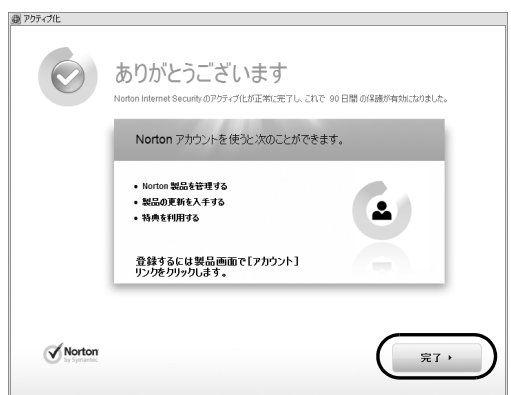 アクティブ化
ありがとうございます
Norton Internet Security のアクティブ化が正常に完了し、これで 90 日間 の保護が有効になりました。
Norton アカウントを使うと次のことができます。
• Norton 製品を管理する
• 製品の更新を入手する
• 特典を利用する
登録するには製品画面で[アカウント]
リンクをクリックします。
Norton
by Symantec
完了